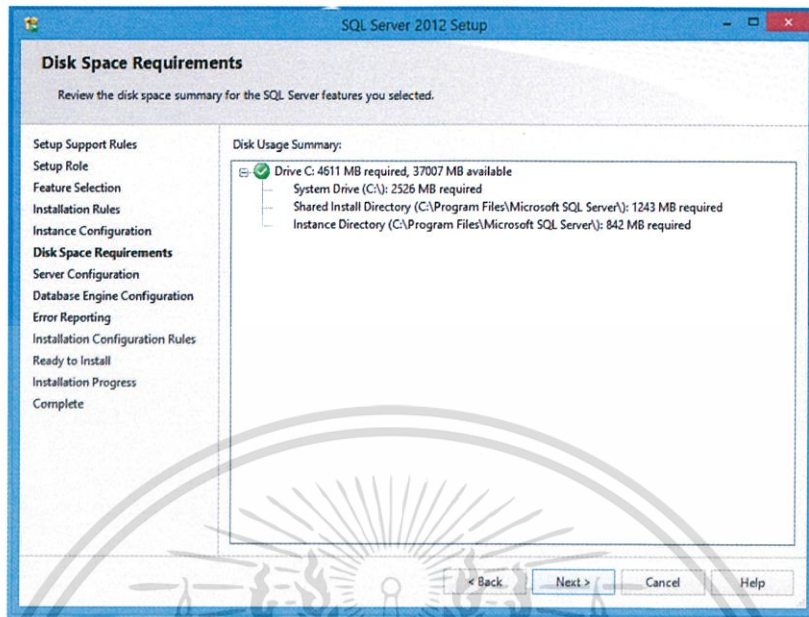 SQL Server 2012 Setup
Disk Space Requirements
Review the disk space summary for the SQL Server features you selected.
Setup Support Rules
Setup Role
Feature Selection
Installation Rules
Instance Configuration
Disk Space Requirements
Server Configuration
Database Engine Configuration
Error Reporting
Installation Configuration Rules
Ready to Install
Installation Progress
Complete
Disk Usage Summary:
Drive C: 4611 MB required, 37007 MB available
System Drive (C:\): 2526 MB required
Shared Install Directory (C:\Program Files\Microsoft SQL Server\): 1243 MB required
Instance Directory (C:\Program Files\Microsoft SQL Server\): 842 MB required
< Back Next > Cancel Help